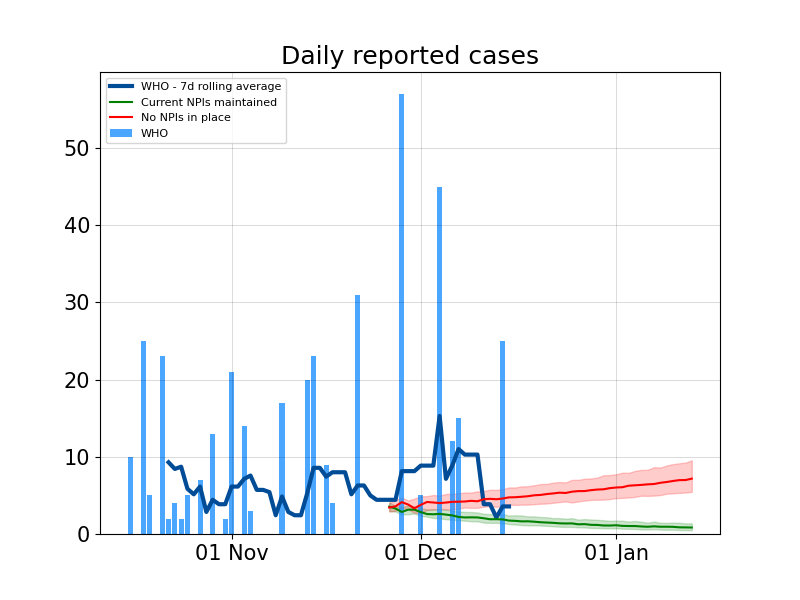 Daily reported cases
WHO - 7d rolling average
Current NPIs maintained
No NPIs in place
WHO
50
40
30
20
10
0
01 Nov
01 Dec
01 Jan